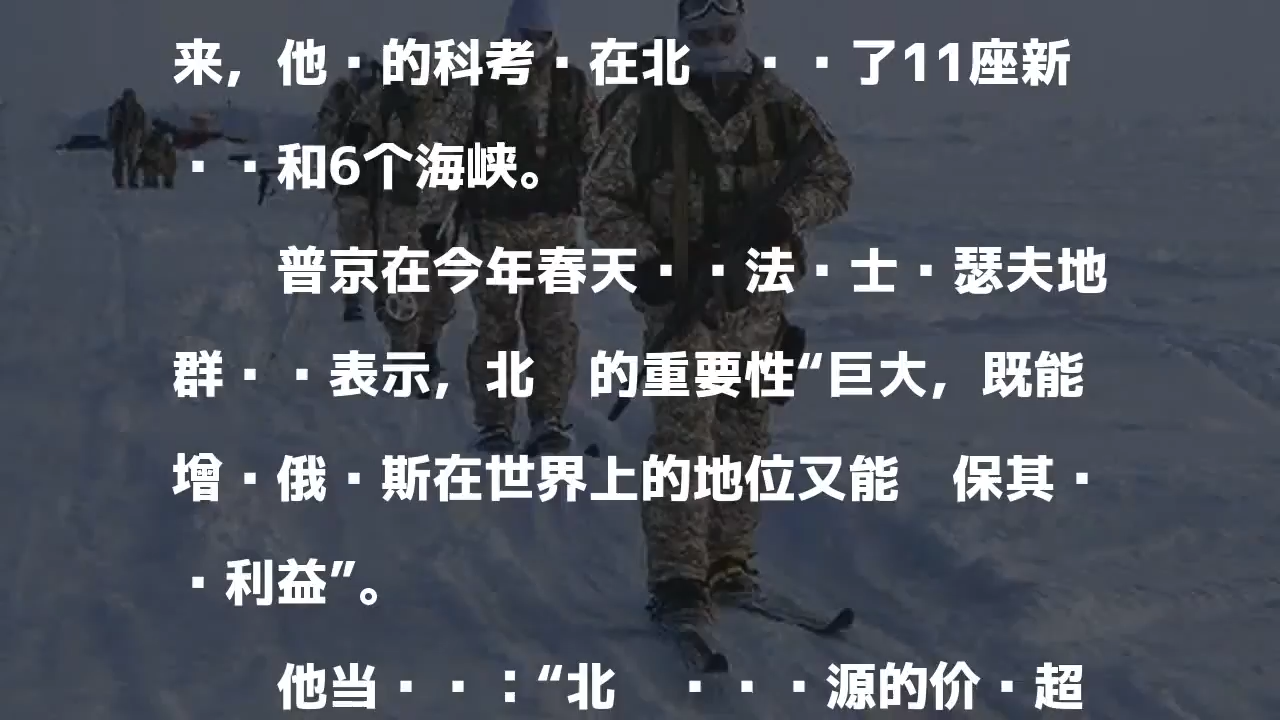 来，他·的科考·在北　··了11座新
··和6个海峡。
普京在今年春天··法·士·瑟夫地
群··表示，北　的重要性“巨大，既能
增·俄·斯在世界上的地位又能　保其·
·利益”。
他当··：“北　···源的价·超